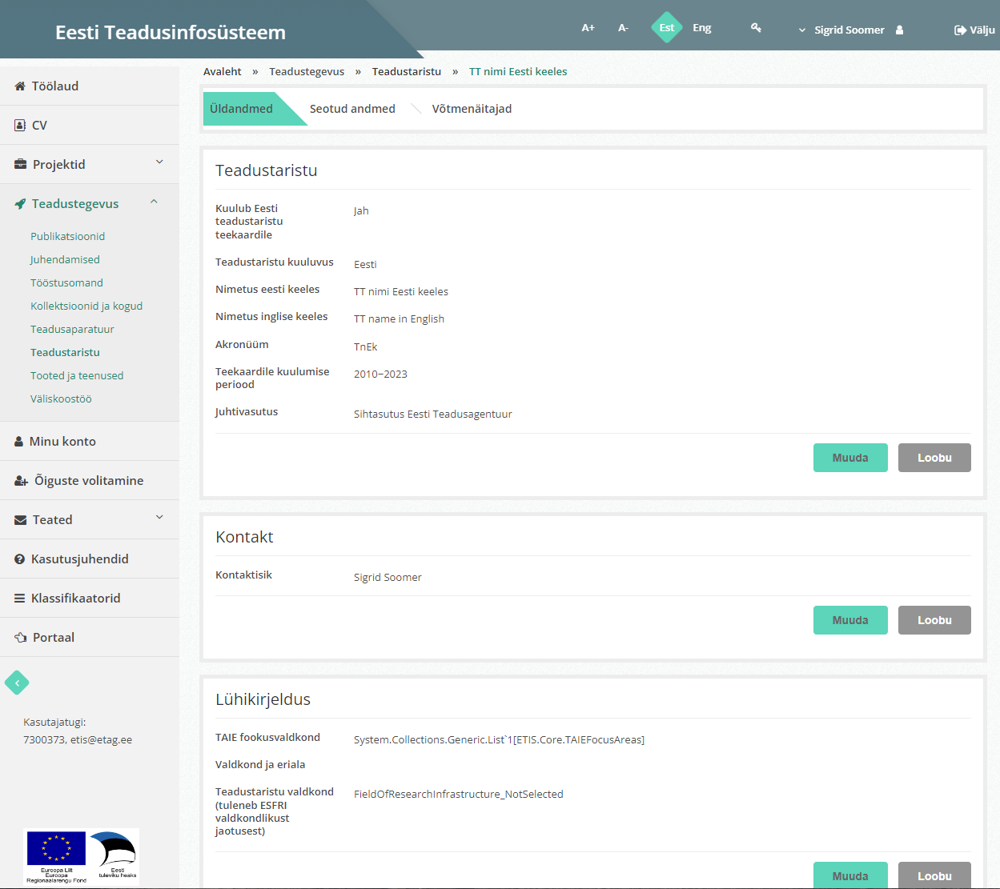 Eesti Teadusinfosüsteem
A+ A- Est Eng Sigrid Soomer Välju
Töölaud
CV
Projektid
Teadustegevus
Publikatsioonid
Juhendamised
Tööstusomand
Kollektsioonid ja kogud
Teadusaparatuur
Teadustaristu
Tooted ja teenused
Väliskoostöö
Minu konto
Õiguste volitamine
Teated
Kasutusjuhendid
Klassifikaatorid
Portaal
Kasutajatugi:
7300373, etis@etag.ee
Euroopa Liit
Euroopa
Regionaalarengu Fond
Eesti
tuleviku heaks
Avaleht » Teadustegevus » Teadustaristu » TT nimi Eesti keeles
Üldandmed Seotud andmed Võtmenäitajad
Teadustaristu
Kuulub Eesti
teadustaristu
teekaardile
Jah
Teadustaristu kuuluvus
Eesti
Nimetus eesti keeles
TT nimi Eesti keeles
Nimetus inglise keeles
TT name in English
Akronüüm
TnEk
Teekaardile kuulumise
periood
2010−2023
Juhtivasutus
Sihtasutus Eesti Teadusagentuur
Muuda Loobu
Kontakt
Kontaktisik
Sigrid Soomer
Muuda Loobu
Lühikirjeldus
TAIE fookusvaldkond
System.Collections.Generic.List`1[ETIS.Core.TAIEFocusAreas]
Valdkond ja eriala
Teadustaristu valdkond
(tuleneb ESFRI
valdkondlikust
jaotusest)
FieldOfResearchInfrastructure_NotSelected
Muuda Loobu